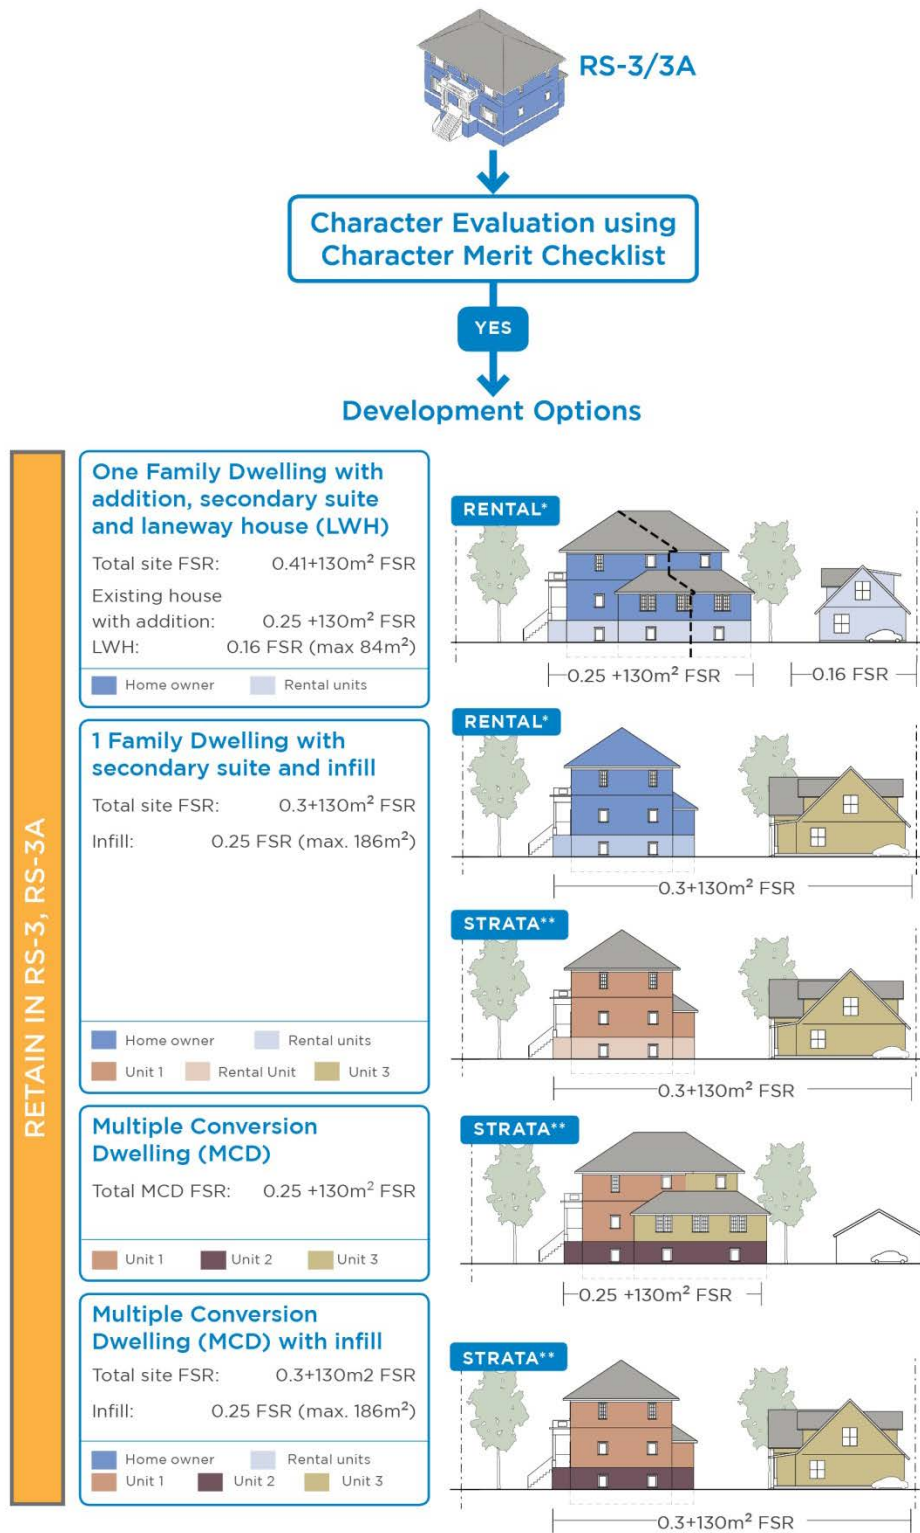 RS-3/3A
Character Evaluation using
Character Merit Checklist
YES
Development Options
RETAIN IN RS-3, RS-3A
One Family Dwelling with
addition, secondary suite
and laneway house (LWH)
Total site FSR: 0.41+130m² FSR
Existing house
with addition: 0.25 +130m² FSR
LWH: 0.16 FSR (max 84m²)
Home owner Rental units
RENTAL*
0.25 +130m² FSR
0.16 FSR
1 Family Dwelling with
secondary suite and infill
Total site FSR: 0.3+130m² FSR
Infill: 0.25 FSR (max. 186m²)
Home owner Rental units
Unit 1 Rental Unit Unit 3
RENTAL*
0.3+130m² FSR
STRATA**
0.3+130m² FSR
Multiple Conversion
Dwelling (MCD)
Total MCD FSR: 0.25 +130m² FSR
Unit 1 Unit 2 Unit 3
STRATA**
0.25 +130m² FSR
Multiple Conversion
Dwelling (MCD) with infill
Total site FSR: 0.3+130m2 FSR
Infill: 0.25 FSR (max. 186m²)
Home owner Rental units
Unit 1 Unit 2 Unit 3
STRATA**
0.3+130m² FSR